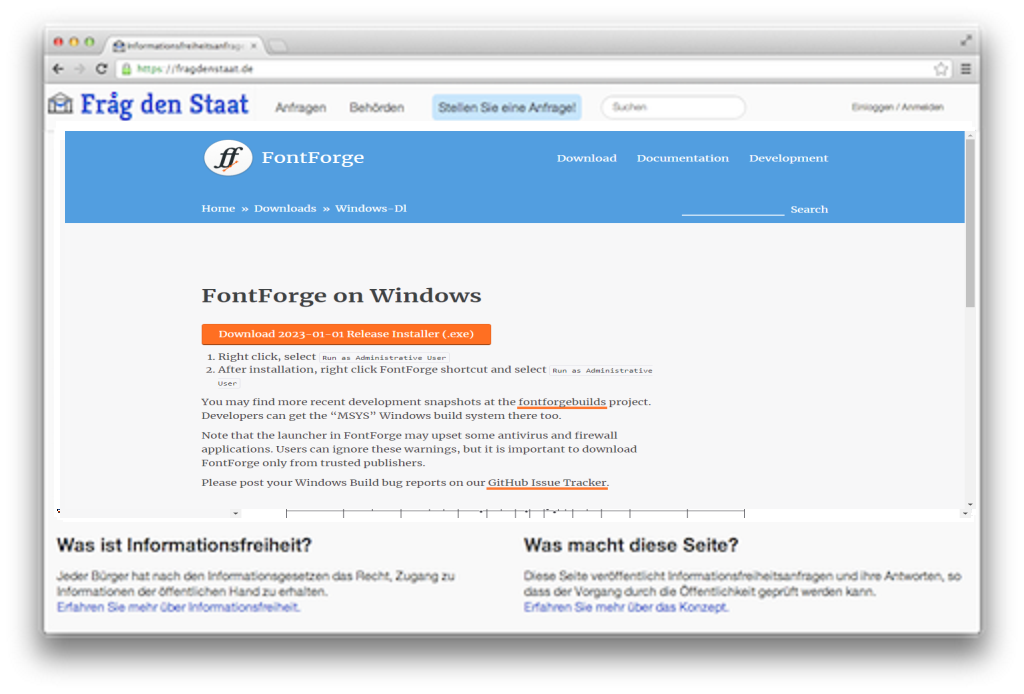 Informationsfreiheitsanfrage
https://fragdenstaat.de
Fråg den Staat Anfragen Behörden Stellen Sie eine Anfrage! Suchen Einloggen / Anmelden
ff FontForge Download Documentation Development
Home » Downloads » Windows-Dl Search
FontForge on Windows
Download 2023-01-01 Release Installer (.exe)
1. Right click, select Run as Administrative User
2. After installation, right click FontForge shortcut and select Run as Administrative
User
You may find more recent development snapshots at the fontforgebuilds project.
Developers can get the “MSYS” Windows build system there too.
Note that the launcher in FontForge may upset some antivirus and firewall
applications. Users can ignore these warnings, but it is important to download
FontForge only from trusted publishers.
Please post your Windows Build bug reports on our GitHub Issue Tracker.
Was ist Informationsfreiheit?
Jeder Bürger hat nach den Informationsgesetzen das Recht, Zugang zu
Informationen der öffentlichen Hand zu erhalten.
Erfahren Sie mehr über Informationsfreiheit.
Was macht diese Seite?
Diese Seite veröffentlicht Informationsfreiheitsanfragen und ihre Antworten, so
dass der Vorgang durch die Öffentlichkeit geprüft werden kann.
Erfahren Sie mehr über das Konzept.